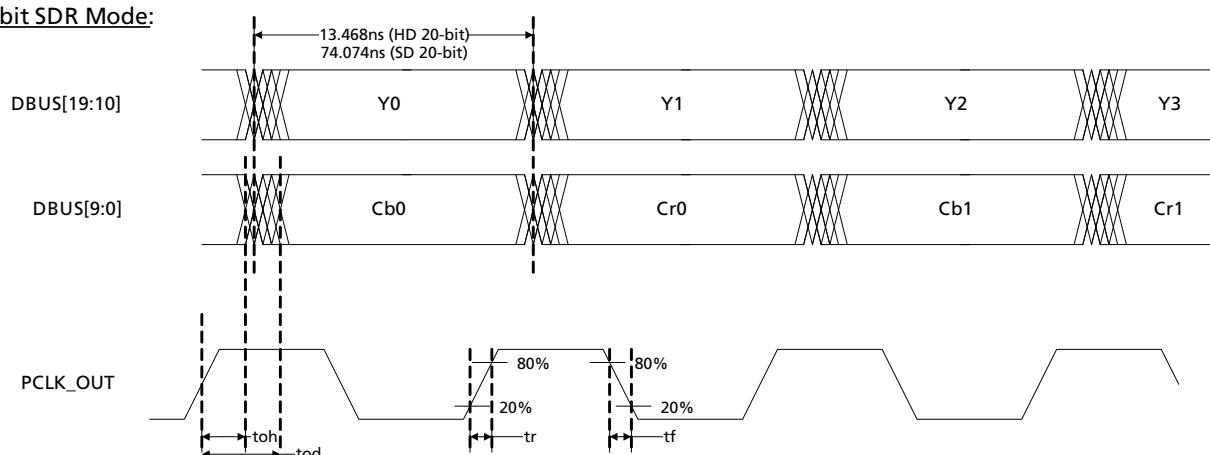 bit SDR Mode:
13.468ns (HD 20-bit)
74.074ns (SD 20-bit)
DBUS[19:10] Y0 Y1 Y2 Y3
DBUS[9:0] Cb0 Cr0 Cb1 Cr1
80% 80%
PCLK_OUT
20% 20%
toh tr tf
tod